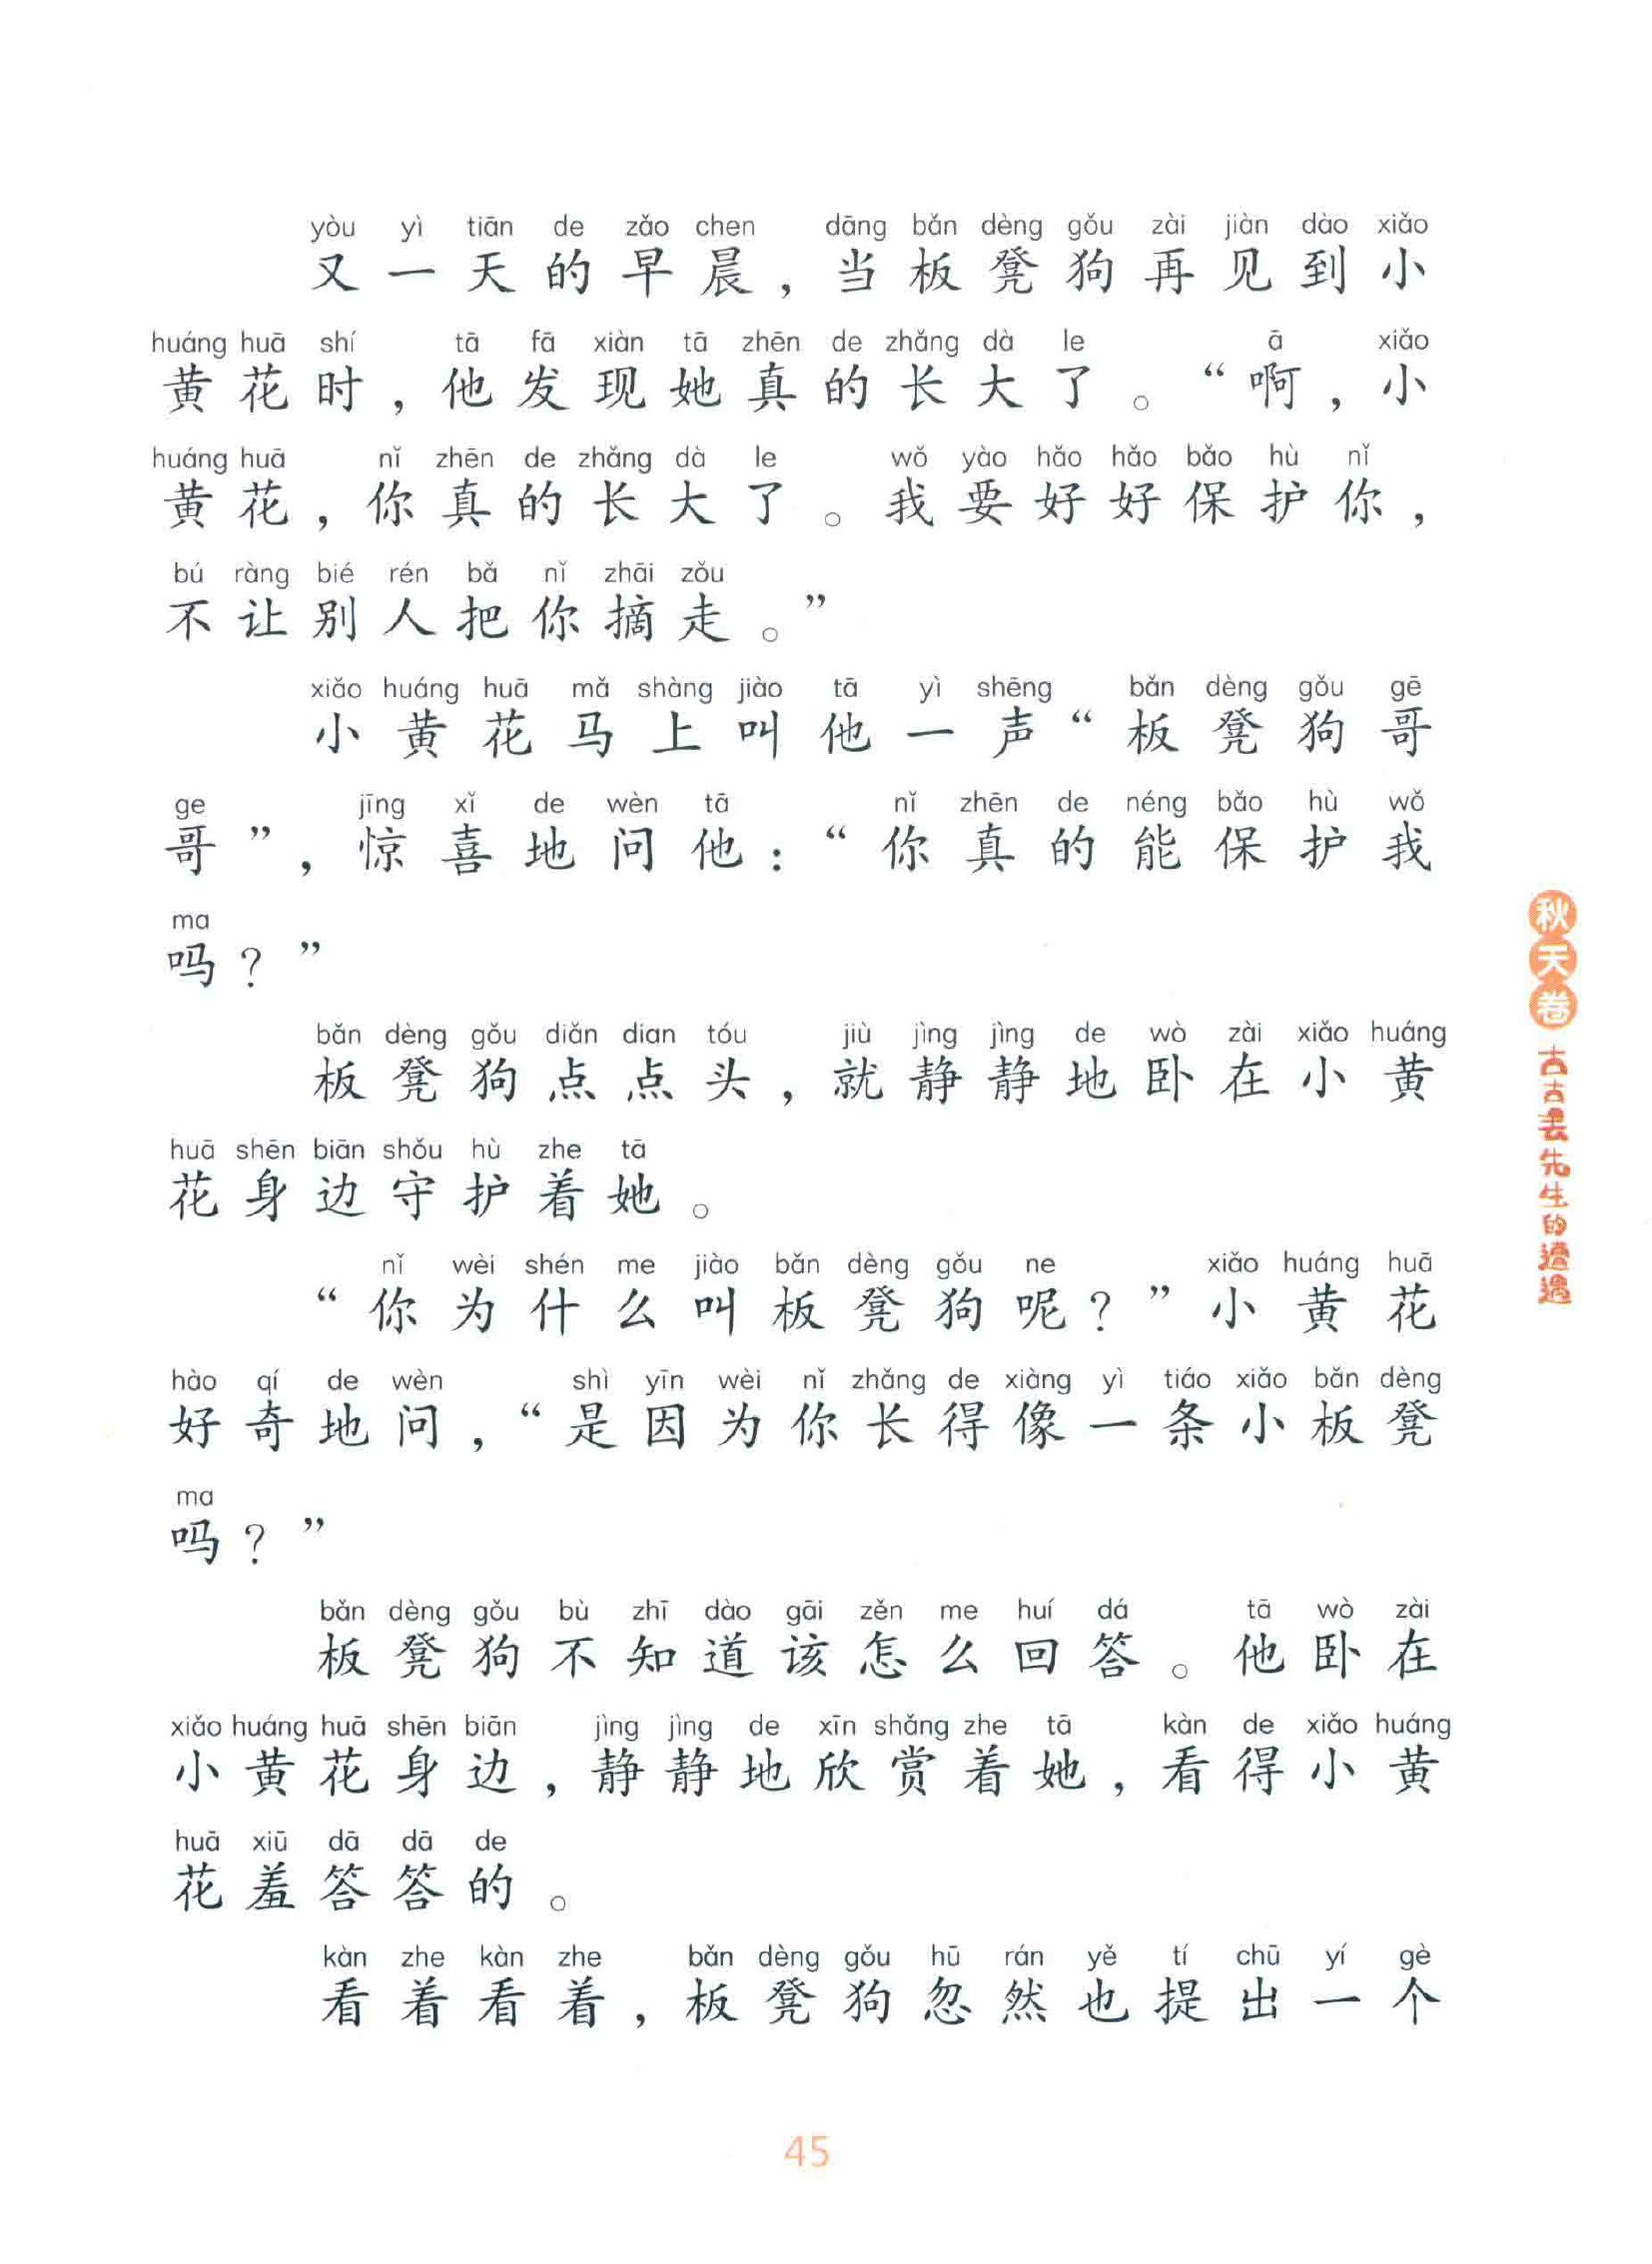 yòu yì tiān de zǎo chen dāng bǎn dèng gǒu zài jiàn dào xiǎo
又一天的早晨，当板凳狗再见到小
huáng huā shí tā fā xiàn tā zhēn de zhǎng dà le ā xiǎo
黄花时，他发现她真的长大了。“啊，小
huáng huā nǐ zhēn de zhǎng dà le wǒ yào hǎo hǎo bǎo hù nǐ
黄花，你真的长大了。我要好好保护你，
bú ràng bié rén bǎ nǐ zhāi zǒu
不让别人把你摘走。”
xiǎo huáng huā mǎ shàng jiào tā yì shēng bǎn dèng gǒu gē
小黄花马上叫他一声“板凳狗哥
ge jīng xǐ de wèn tā nǐ zhēn de néng bǎo hù wǒ
哥”，惊喜地问他：“你真的能保护我
ma
吗？”
bǎn dèng gǒu diǎn dian tóu jiù jìng jìng de wò zài xiǎo huáng
板凳狗点点头，就静静地卧在小黄
huā shēn biān shǒu hù zhe tā
花身边守护着她。
nǐ wèi shén me jiào bǎn dèng gǒu ne xiǎo huáng huā
“你为什么叫板凳狗呢？”小黄花
hào qí de wèn shì yīn wèi nǐ zhǎng de xiàng yì tiáo xiǎo bǎn dèng
好奇地问，“是因为你长得像一条小板凳
ma
吗？”
bǎn dèng gǒu bù zhī dào gāi zěn me huí dá tā wò zài
板凳狗不知道该怎么回答。他卧在
xiǎo huáng huā shēn biān jìng jìng de xīn shǎng zhe tā kàn de xiǎo huáng
小黄花身边，静静地欣赏着她，看得小黄
huā xiū dā dā de
花羞答答的。
kàn zhe kàn zhe bǎn dèng gǒu hū rán yě tí chū yí gè
看着看着，板凳狗忽然也提出一个
秋天卷
古古丢先生的遭遇
45